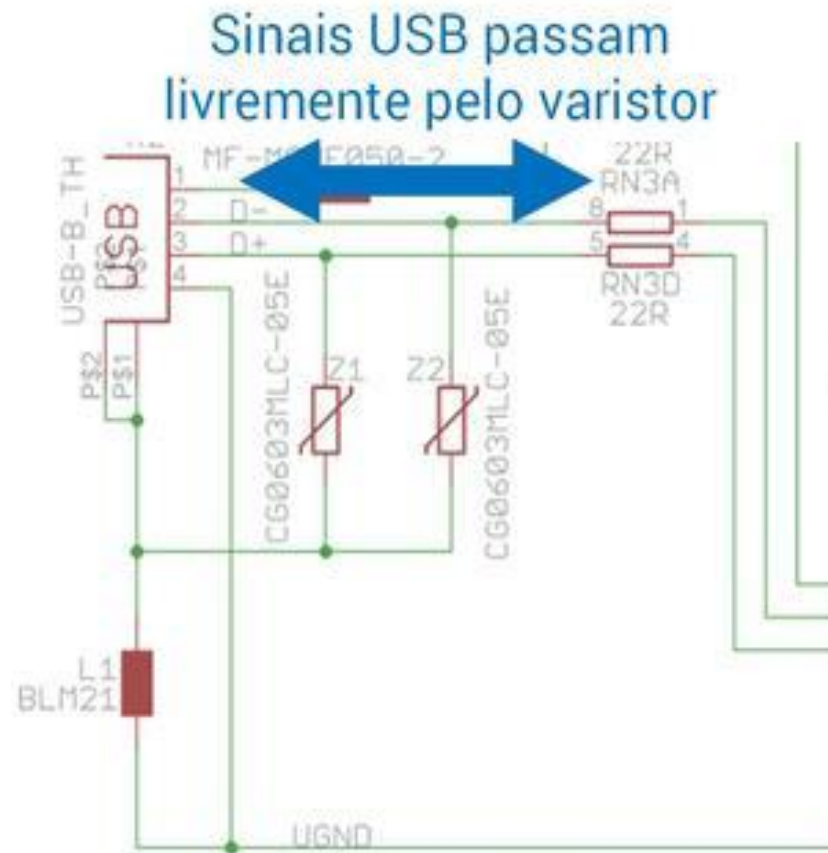 Sinais USB passam
livremente pelo varistor
22R
RN3A
1
2
3
4
D-
D+
USB-B_TH
USB
8
1
5
4
RN3D
22R
P$2
P$1
Z1
Z2
CG0603MLC-05E
CG0603MLC-05E
L1
BLM21
UGND